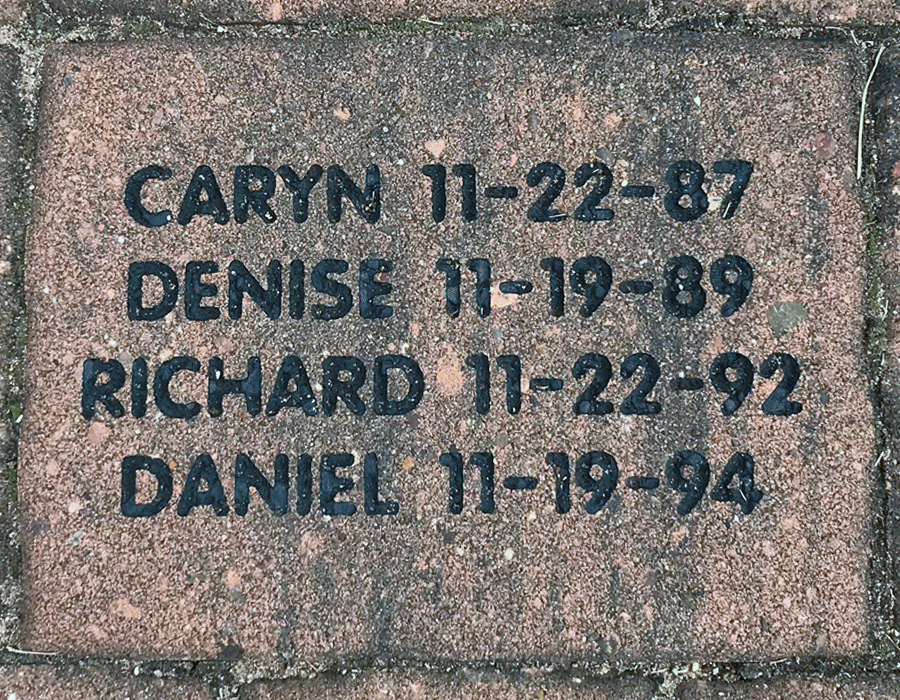 CARYN 11-22-87
DENISE 11-19-89
RICHARD 11-22-92
DANIEL 11-19-94